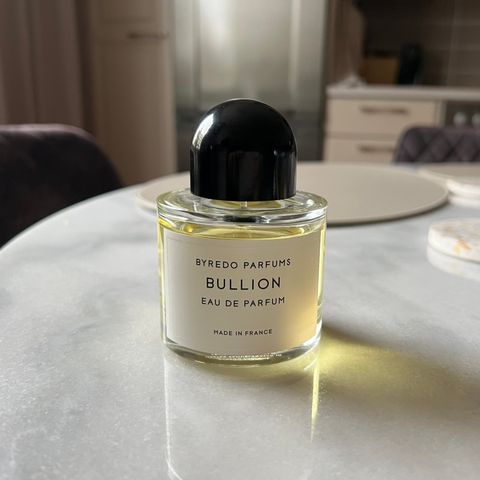 BYREDO PARFUMS
BULLION
EAU DE PARFUM
MADE IN FRANCE